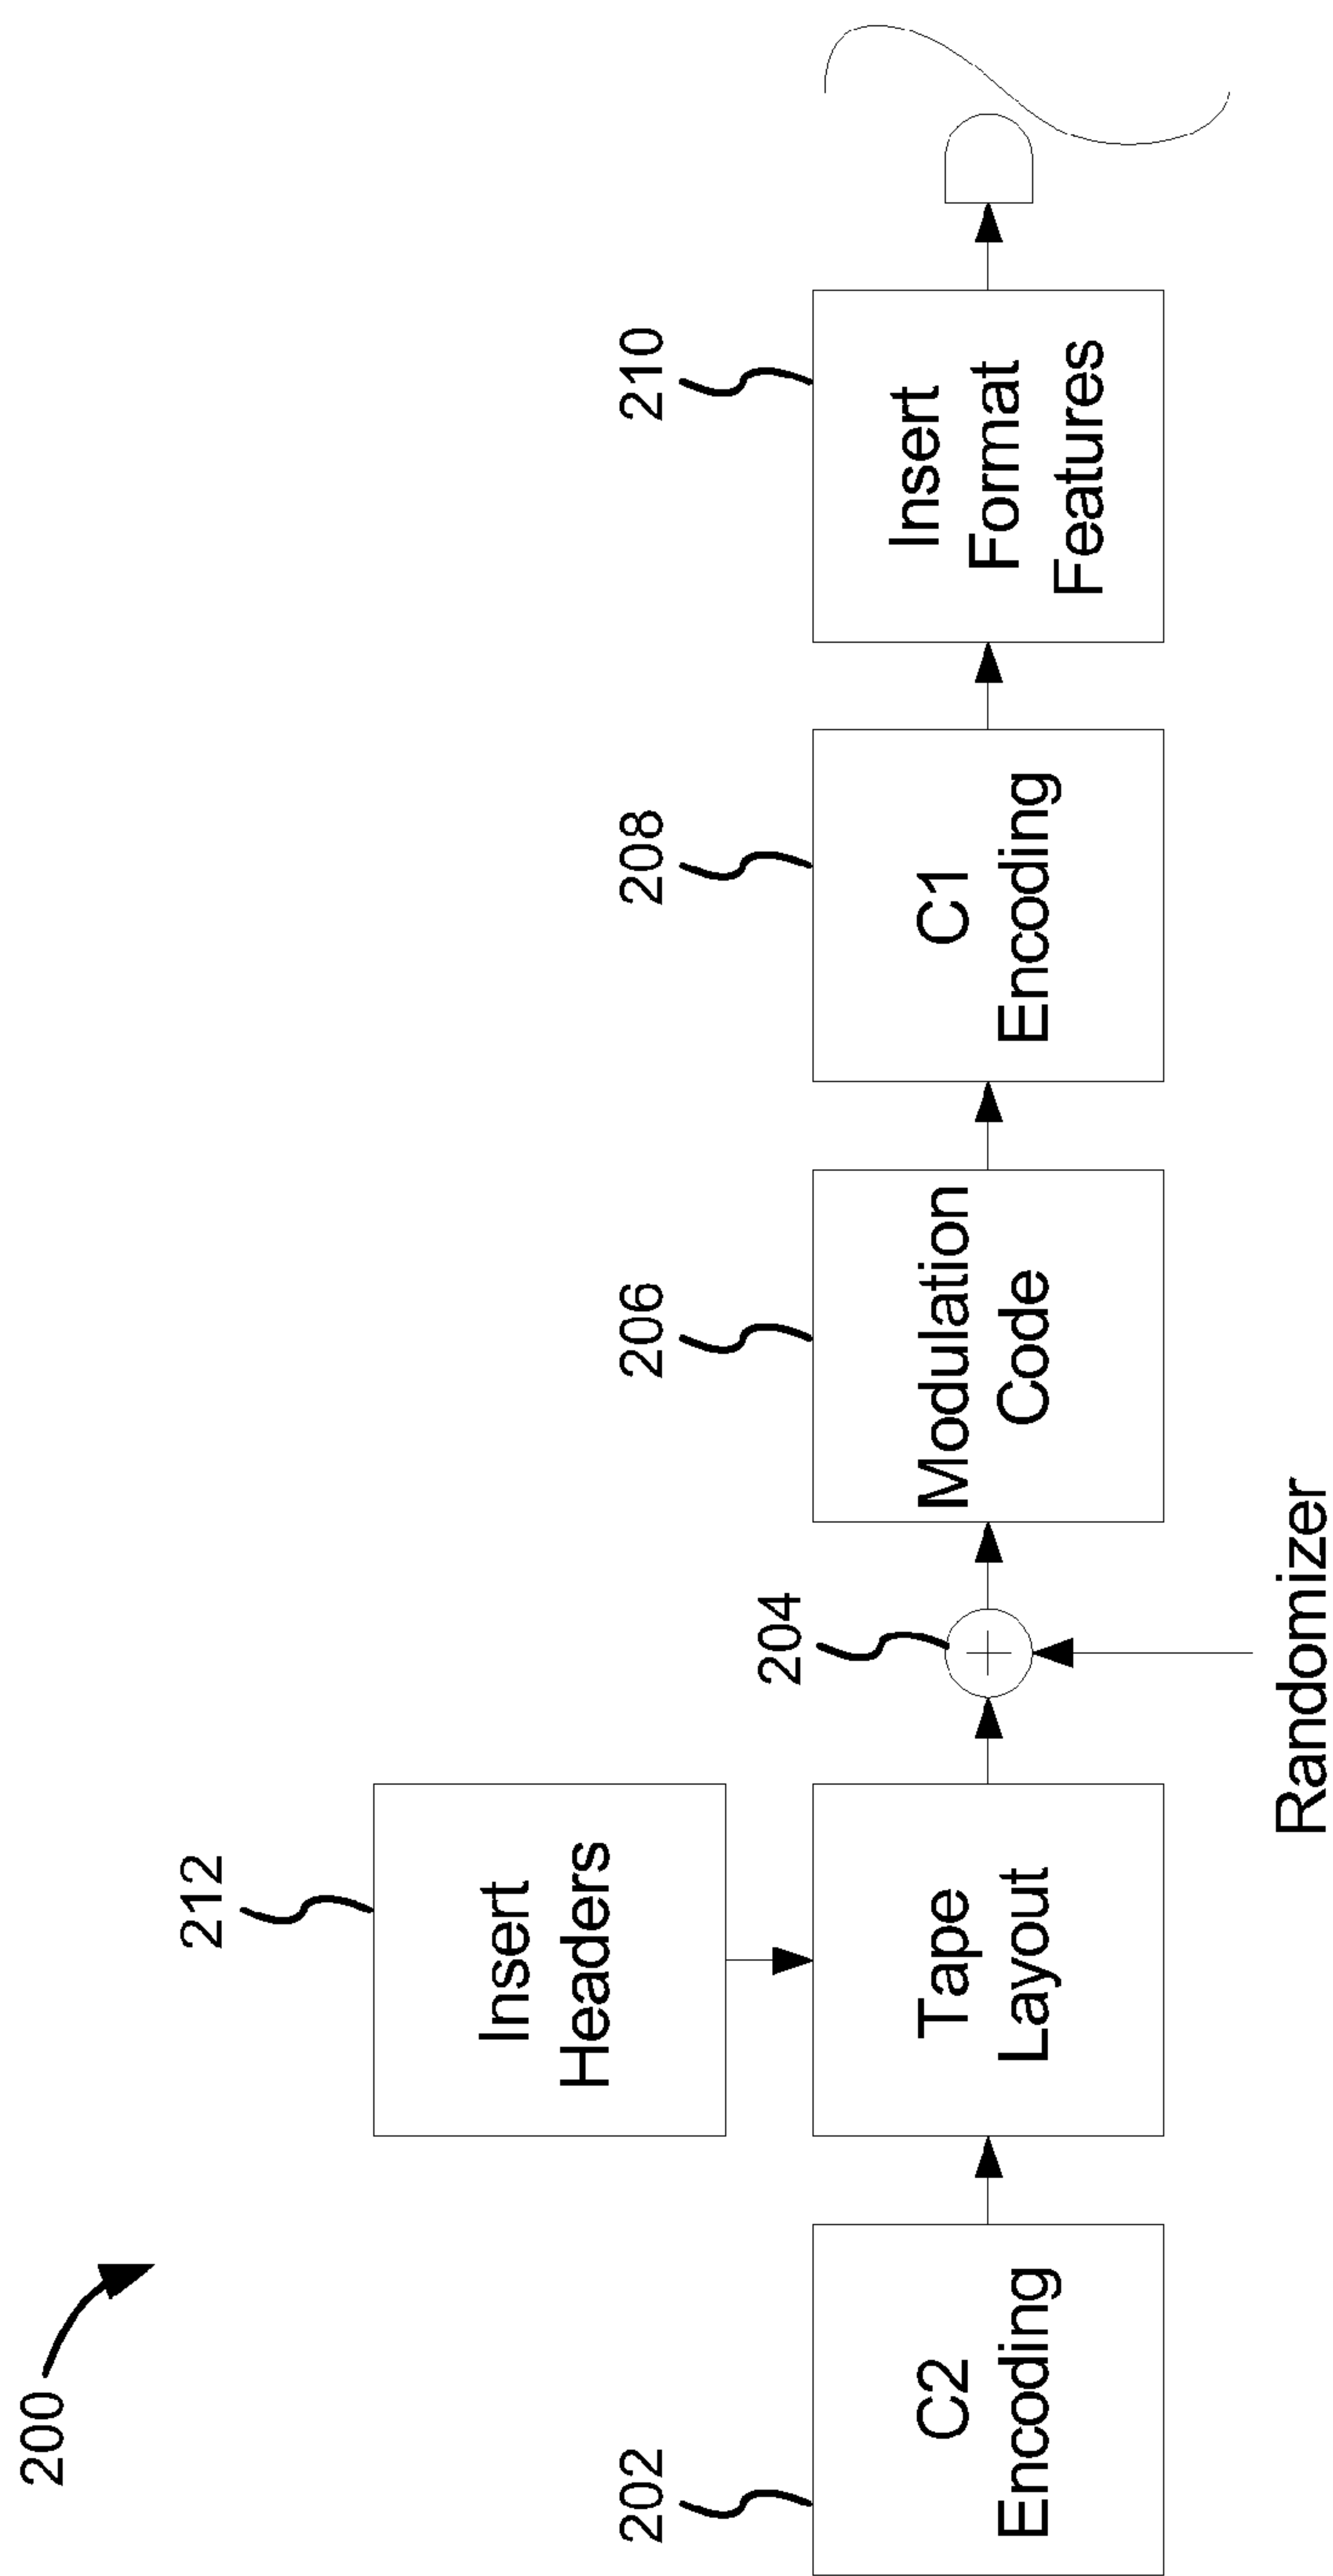 200
212
Insert
Headers
202
C2
Encoding
Tape
Layout
204
Randomizer
206
Modulation
Code
208
C1
Encoding
210
Insert
Format
Features